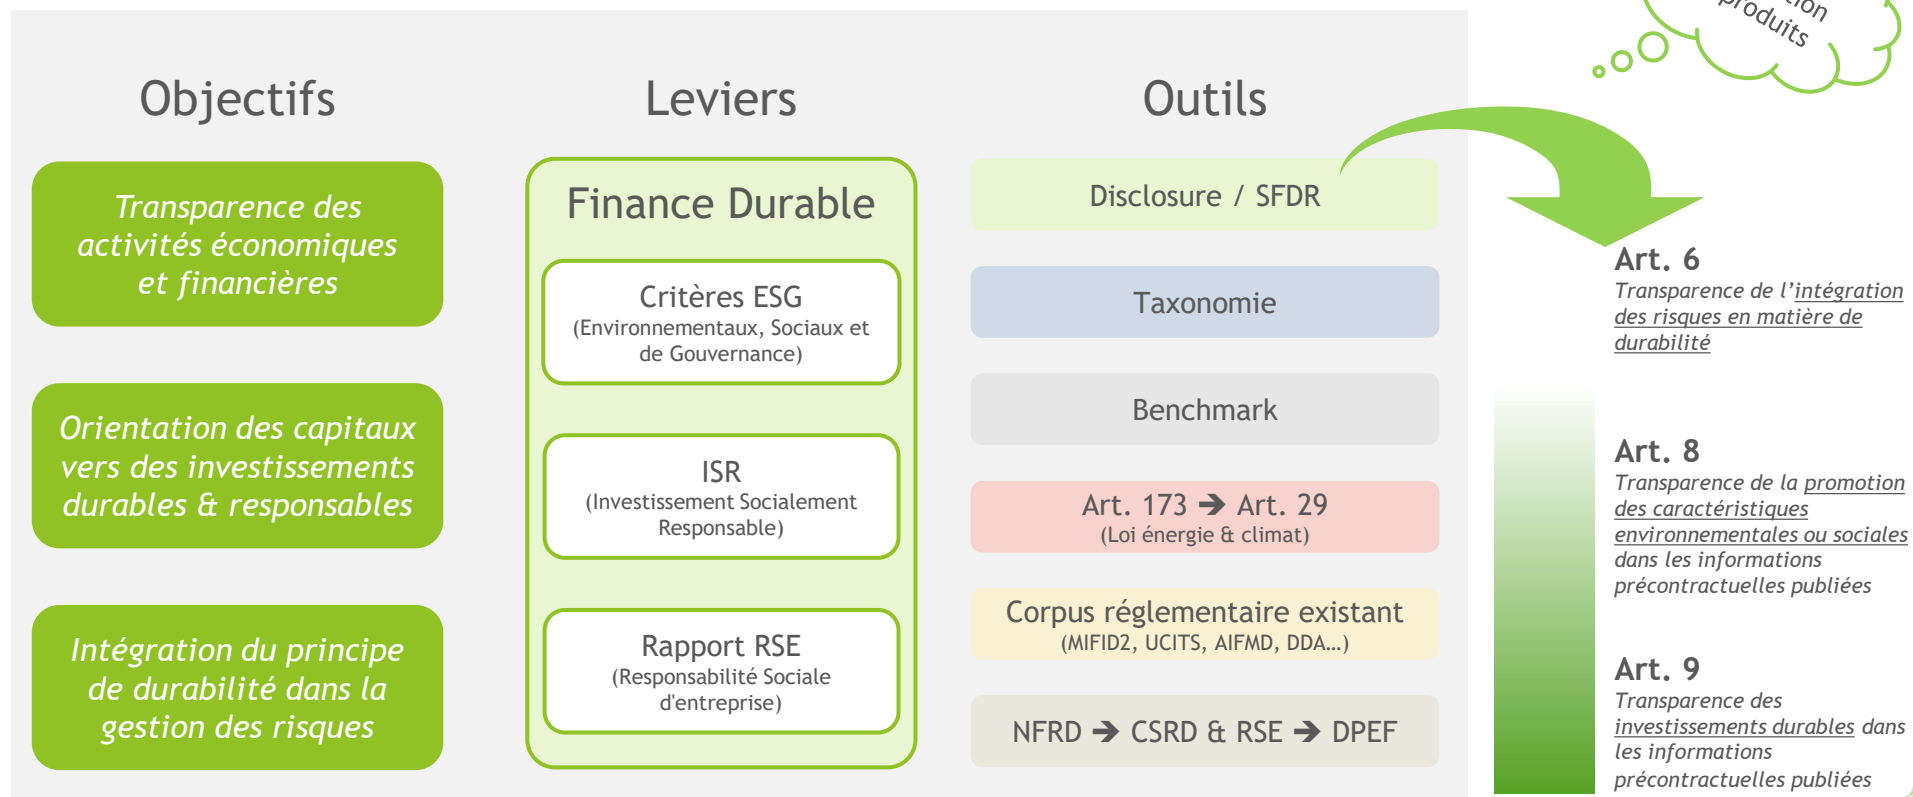 produits
Objectifs
Leviers
Outils
Transparence des
activités économiques
et financières
Orientation des capitaux
vers des investissements
durables & responsables
Intégration du principe
de durabilité dans la
gestion des risques
Finance Durable
Critères ESG
(Environnementaux, Sociaux et
de Gouvernance)
ISR
(Investissement Socialement
Responsable)
Rapport RSE
(Responsabilité Sociale
d'entreprise)
Disclosure / SFDR
Taxonomie
Benchmark
Art. 173 ➔ Art. 29
(Loi énergie & climat)
Corpus réglementaire existant
(MIFID2, UCITS, AIFMD, DDA…)
NFRD ➔ CSRD & RSE ➔ DPEF
Art. 6
Transparence de l’intégration
des risques en matière de
durabilité
Art. 8
Transparence de la promotion
des caractéristiques
environnementales ou sociales
dans les informations
précontractuelles publiées
Art. 9
Transparence des
investissements durables dans
les informations
précontractuelles publiées